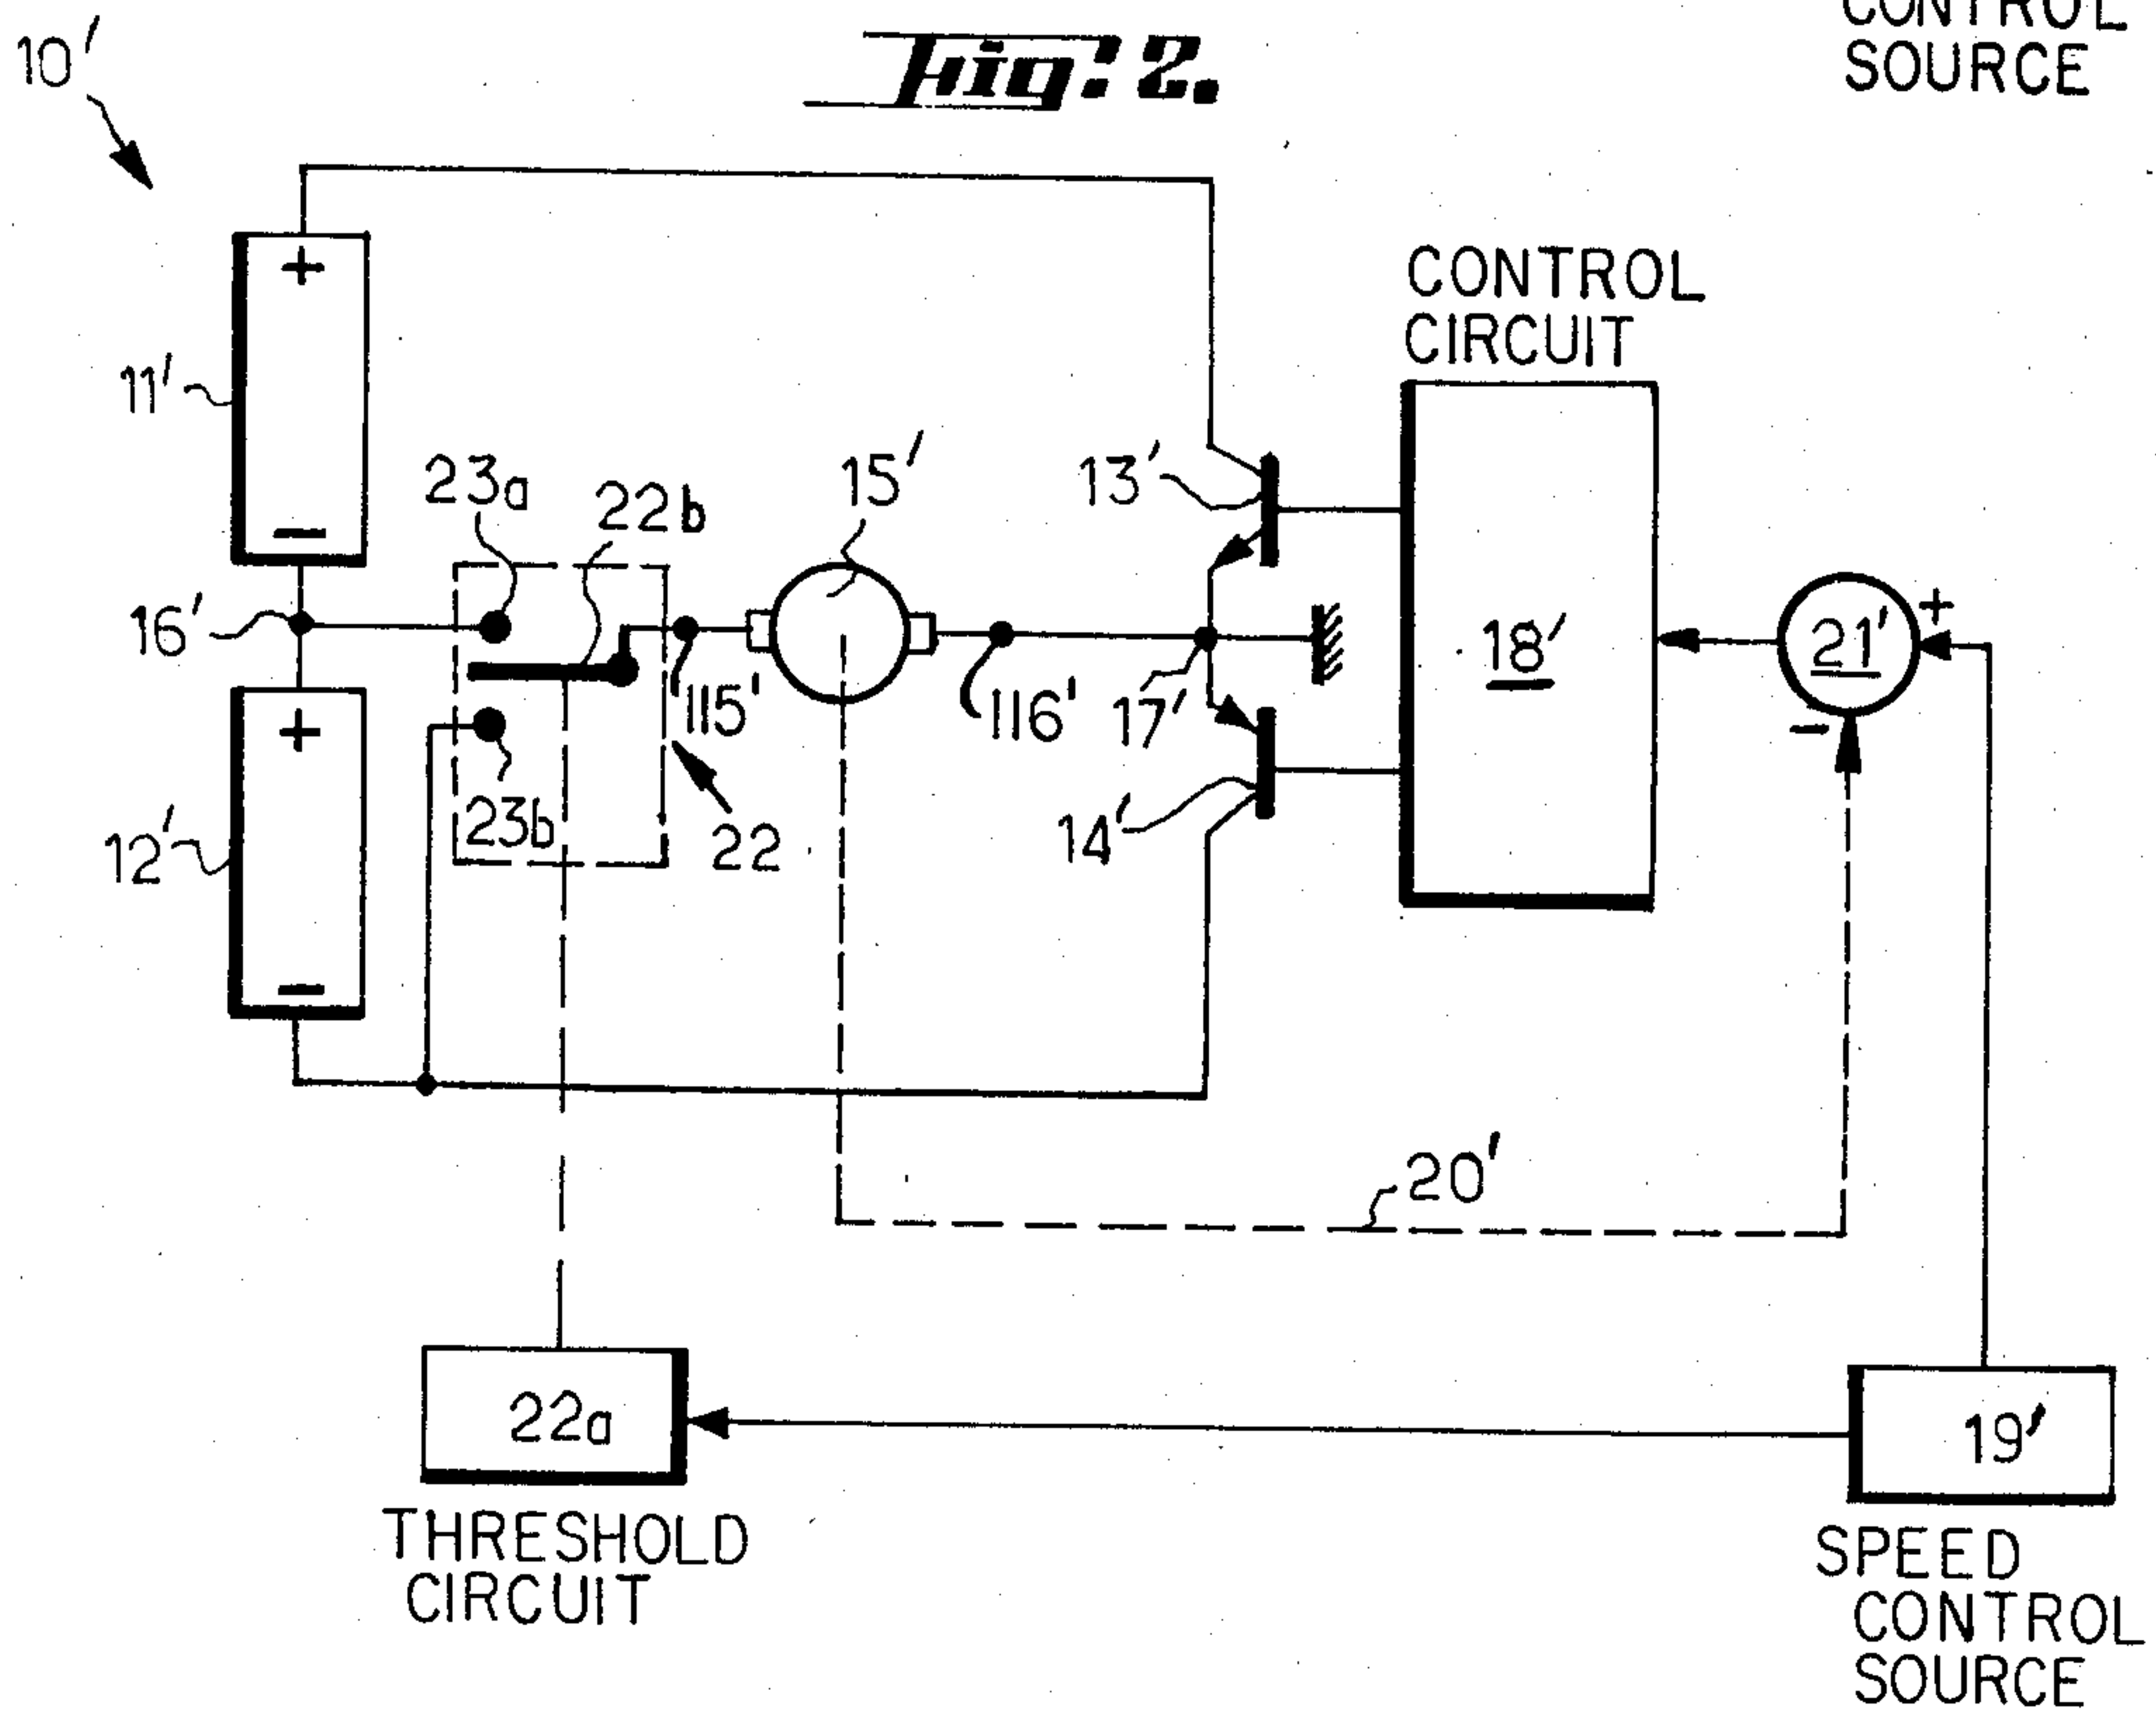 CONTROL
SOURCE
Fig. 2.
10′
+
CONTROL
CIRCUIT
11′
23a
22b
15′
13′
−
16′
115′
116′
17′
18′
21′
+
−
+
23b
22
14′
12′
−
20′
22a
19′
THRESHOLD
CIRCUIT
SPEED
CONTROL
SOURCE